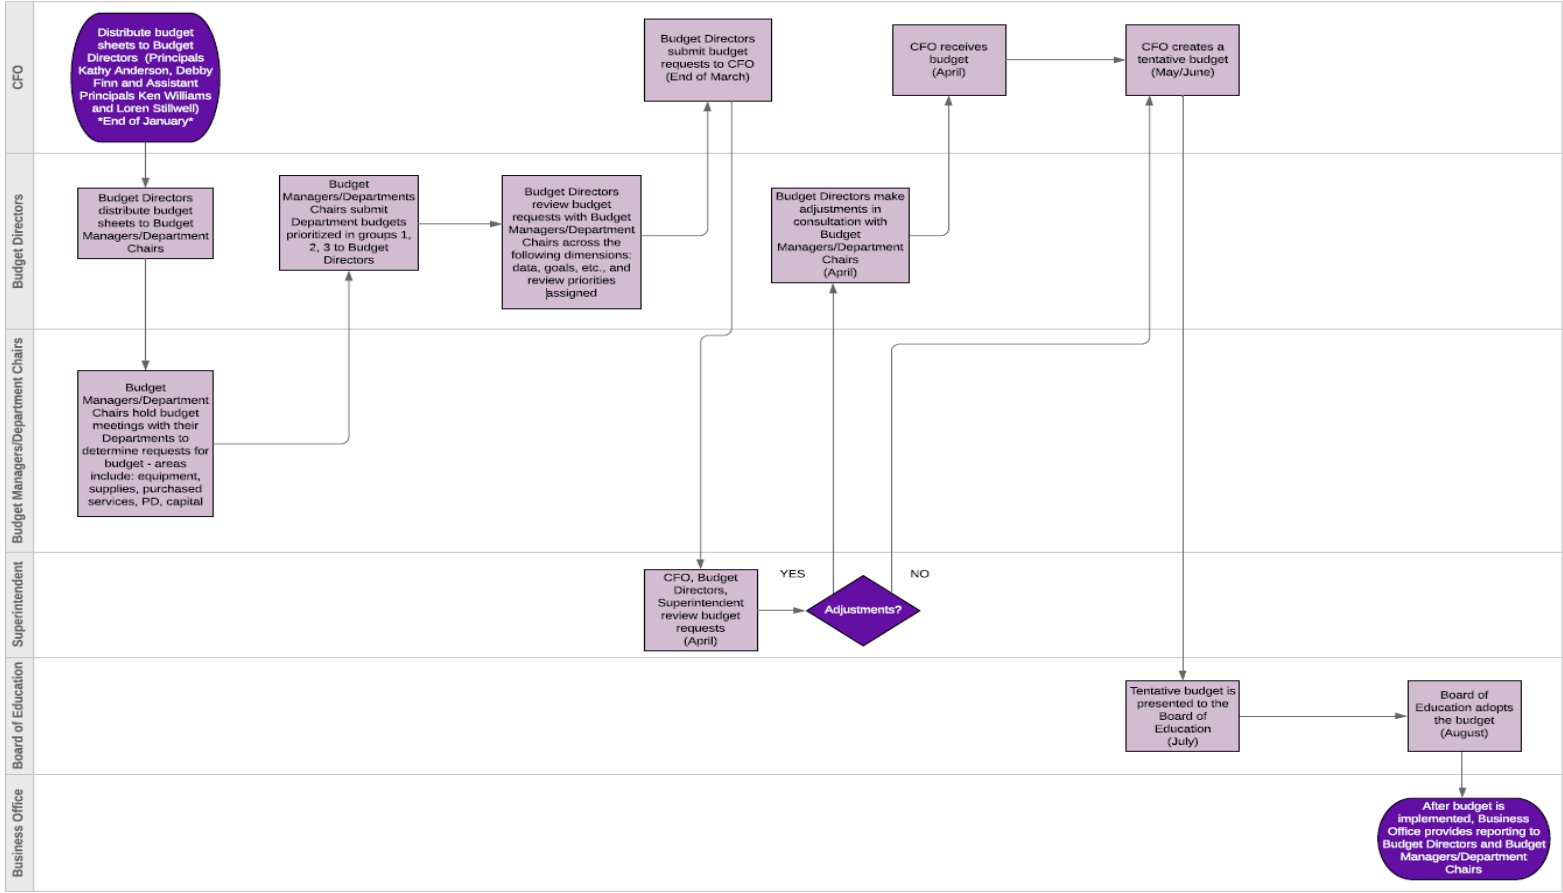 CFO
Distribute budget
sheets to Budget
Directors (Principals
Kathy Anderson, Debby
Finn and Assistant
Principals Ken Williams
and Loren Stillwell)
*End of January*
Budget Directors
submit budget
requests to CFO
(End of March)
CFO receives
budget
(April)
CFO creates a
tentative budget
(May/June)
Budget Directors
Budget Directors
distribute budget
sheets to Budget
Managers/Department
Chairs
Budget
Managers/Departments
Chairs submit
Department budgets
prioritized in groups 1,
2, 3 to Budget
Directors
Budget Directors
review budget
requests with Budget
Managers/Department
Chairs across the
following dimensions:
data, goals, etc., and
review priorities
assigned
Budget Directors make
adjustments in
consultation with
Budget
Managers/Department
Chairs
(April)
Budget Managers/Department Chairs
Budget
Managers/Department
Chairs hold budget
meetings with their
Departments to
determine requests for
budget - areas
include: equipment,
supplies, purchased
services, PD, capital
Superintendent
CFO, Budget
Directors,
Superintendent
review budget
requests
(April)
YES
Adjustments?
NO
Board of Education
Tentative budget is
presented to the
Board of
Education
(July)
Board of
Education adopts
the budget
(August)
Business Office
After budget is
implemented, Business
Office provides reporting to
Budget Directors and Budget
Managers/Department
Chairs